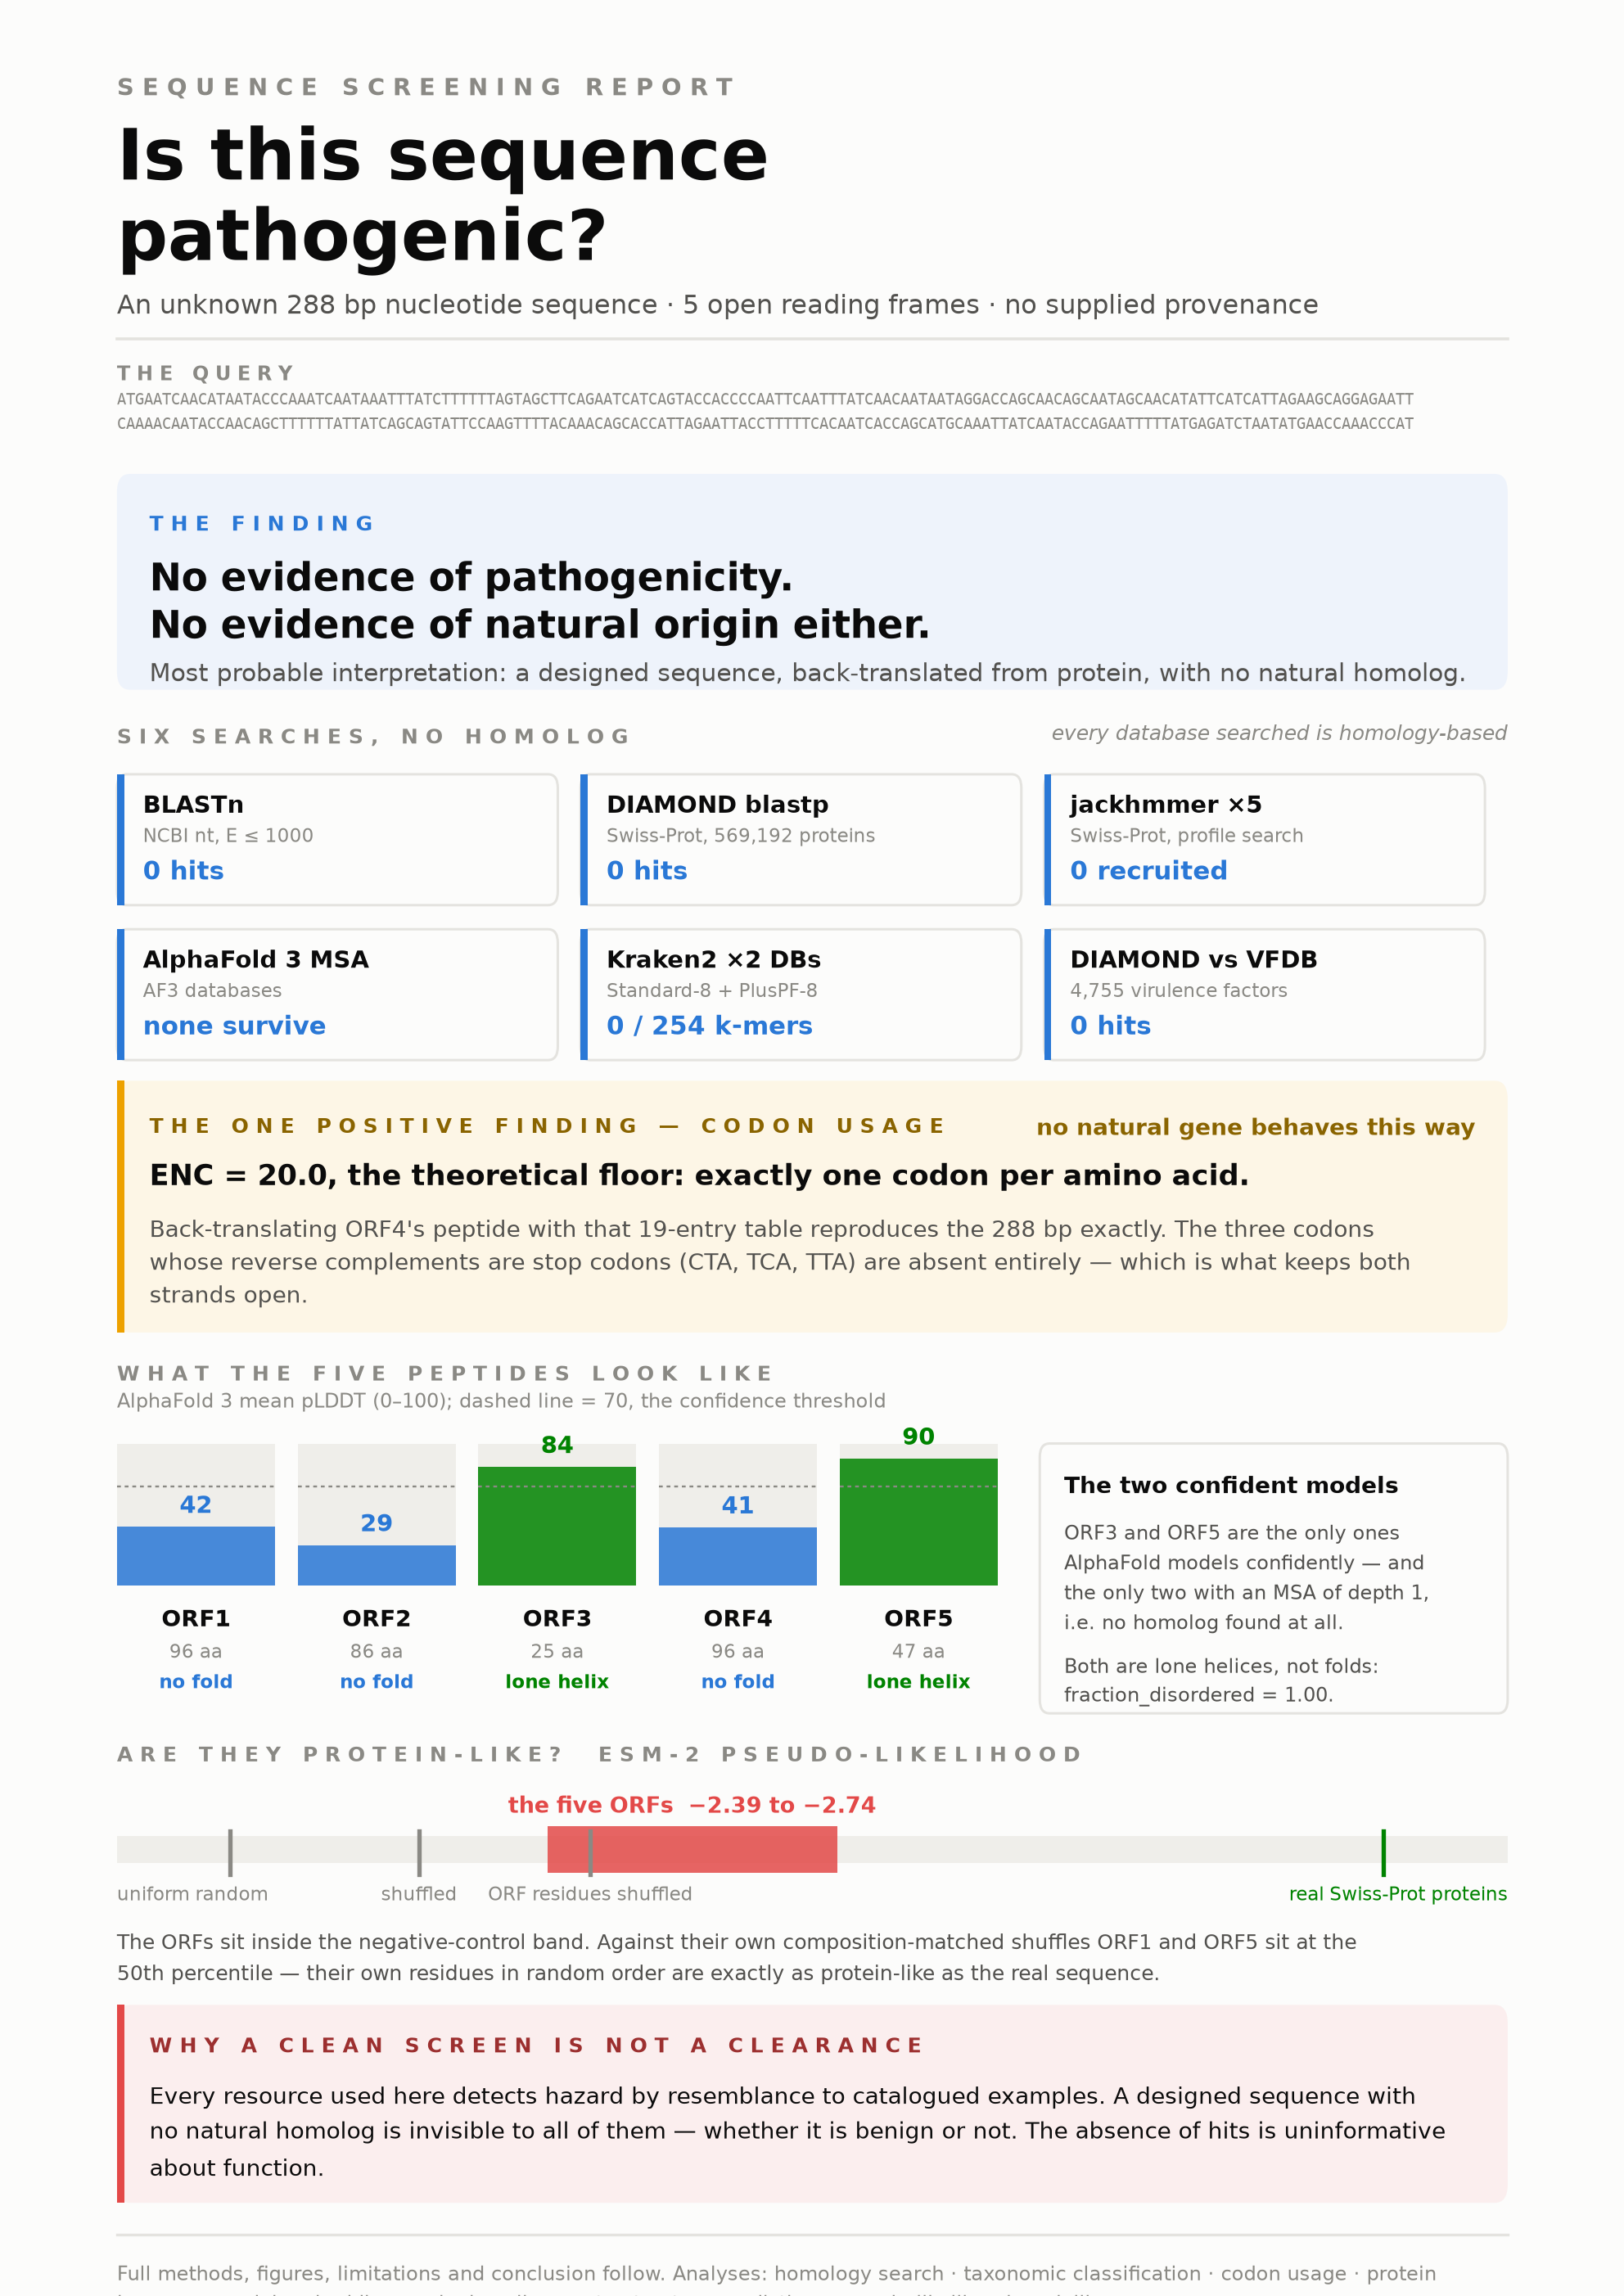 SEQUENCE SCREENING REPORT
Is this sequence
pathogenic?
An unknown 288 bp nucleotide sequence · 5 open reading frames · no supplied provenance
THE QUERY
ATGAATCAACATAATACCCAAATCAATAAATTTATCTTTTTTAGTAGCTTCAGAATCATCAGTACCACCCCAATTCAATTTATCAACAATAATAGGACCAGCAACAGCAATAGCAACATATTCATCATTAGAAGCAGGAGAATT
CAAAACAATACCAACAGCTTTTTTATTATCAGCAGTATTCCAAGTTTTACAAACAGCACCATTAGAATTACCTTTTTCACAATCACCAGCATGCAAATTATCAATACCAGAATTTTTATGAGATCTAATATGAACCAAACCCAT
THE FINDING
No evidence of pathogenicity.
No evidence of natural origin either.
Most probable interpretation: a designed sequence, back-translated from protein, with no natural homolog.
SIX SEARCHES, NO HOMOLOG
every database searched is homology-based
BLASTn
NCBI nt, E ≤ 1000
0 hits
DIAMOND blastp
Swiss-Prot, 569,192 proteins
0 hits
jackhmmer ×5
Swiss-Prot, profile search
0 recruited
AlphaFold 3 MSA
AF3 databases
none survive
Kraken2 ×2 DBs
Standard-8 + PlusPF-8
0 / 254 k-mers
DIAMOND vs VFDB
4,755 virulence factors
0 hits
THE ONE POSITIVE FINDING — CODON USAGE
no natural gene behaves this way
ENC = 20.0, the theoretical floor: exactly one codon per amino acid.
Back-translating ORF4's peptide with that 19-entry table reproduces the 288 bp exactly. The three codons
whose reverse complements are stop codons (CTA, TCA, TTA) are absent entirely — which is what keeps both
strands open.
WHAT THE FIVE PEPTIDES LOOK LIKE
AlphaFold 3 mean pLDDT (0–100); dashed line = 70, the confidence threshold
42
29
84
41
90
ORF1
96 aa
no fold
ORF2
86 aa
no fold
ORF3
25 aa
lone helix
ORF4
96 aa
no fold
ORF5
47 aa
lone helix
The two confident models
ORF3 and ORF5 are the only ones
AlphaFold models confidently — and
the only two with an MSA of depth 1,
i.e. no homolog found at all.
Both are lone helices, not folds:
fraction_disordered = 1.00.
ARE THEY PROTEIN-LIKE? ESM-2 PSEUDO-LIKELIHOOD
the five ORFs −2.39 to −2.74
uniform random
shuffled
ORF residues shuffled
real Swiss-Prot proteins
The ORFs sit inside the negative-control band. Against their own composition-matched shuffles ORF1 and ORF5 sit at the
50th percentile — their own residues in random order are exactly as protein-like as the real sequence.
WHY A CLEAN SCREEN IS NOT A CLEARANCE
Every resource used here detects hazard by resemblance to catalogued examples. A designed sequence with
no natural homolog is invisible to all of them — whether it is benign or not. The absence of hits is uninformative
about function.
Full methods, figures, limitations and conclusion follow. Analyses: homology search · taxonomic classification · codon usage · protein